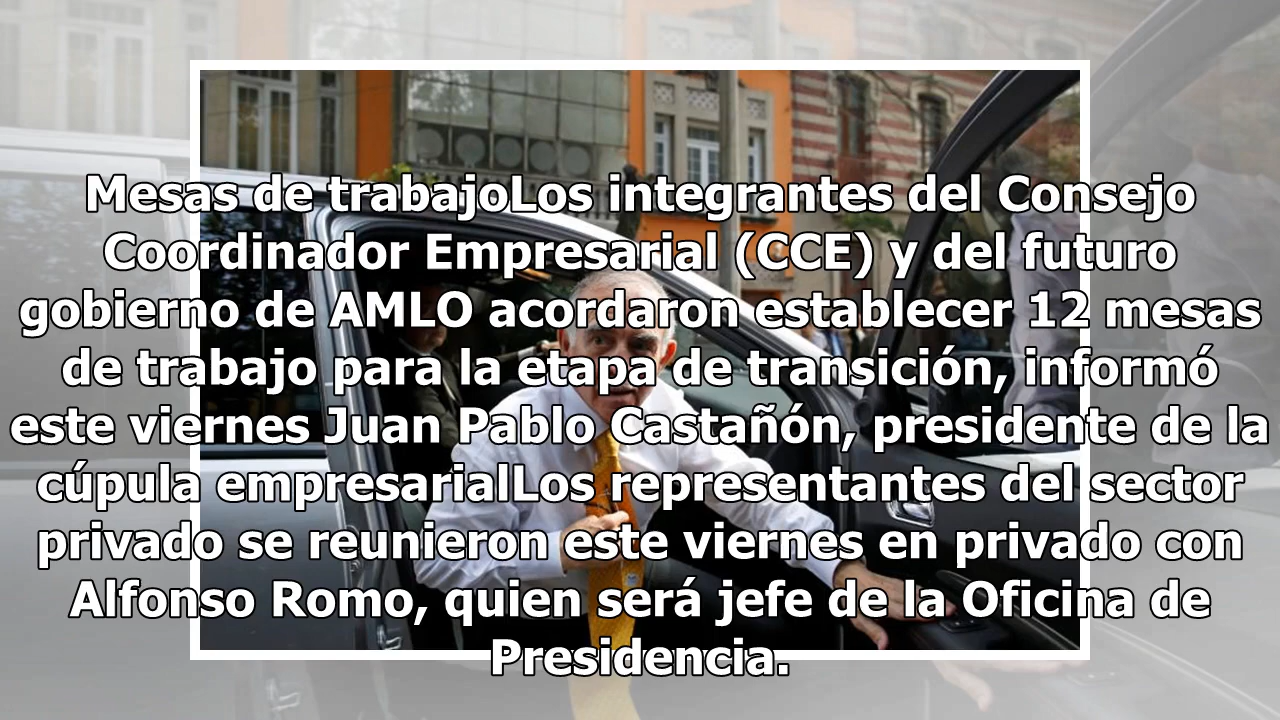 Mesas de trabajoLos integrantes del Consejo
Coordinador Empresarial (CCE) y del futuro
gobierno de AMLO acordaron establecer 12 mesas
de trabajo para la etapa de transición, informó
este viernes Juan Pablo Castañón, presidente de la
cúpula empresarialLos representantes del sector
privado se reunieron este viernes en privado con
Alfonso Romo, quien será jefe de la Oficina de
Presidencia.